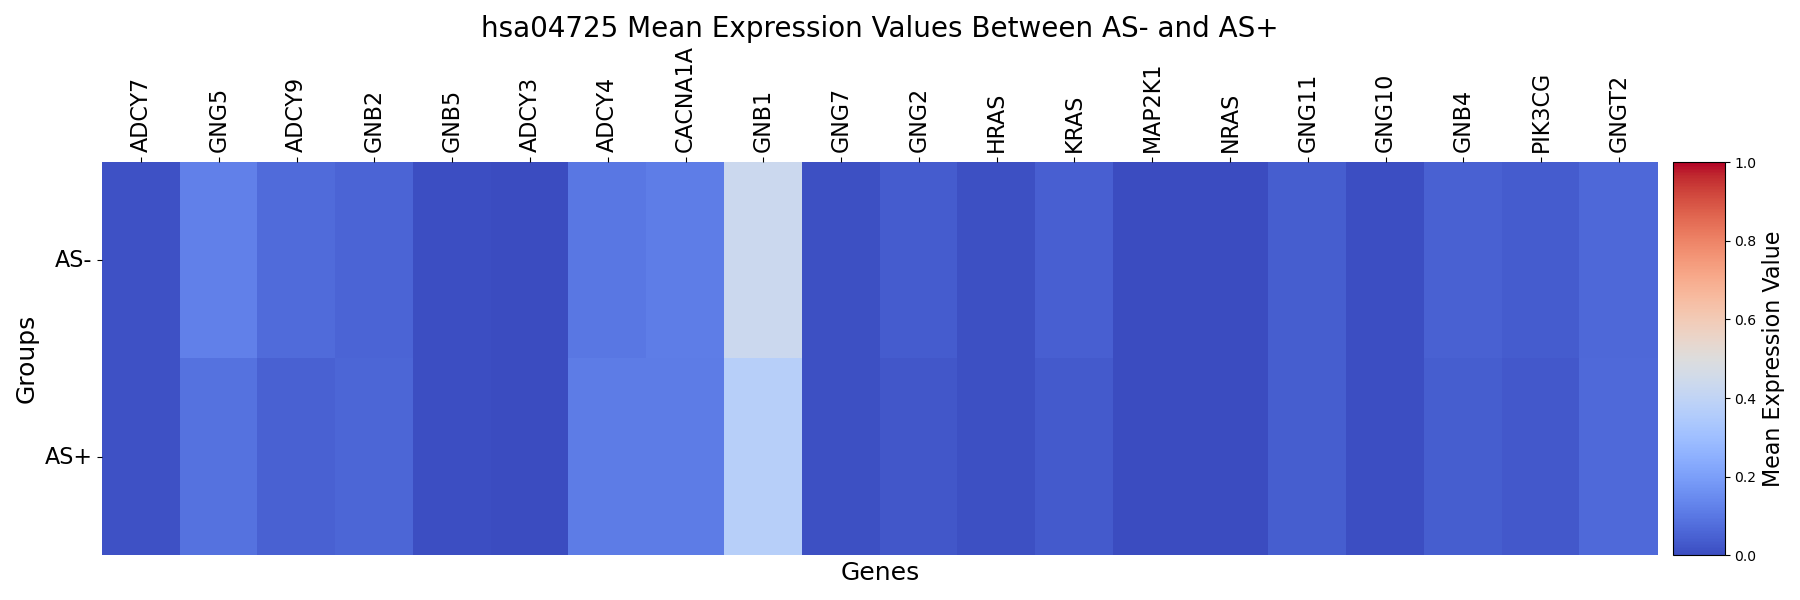 hsa04725 Mean Expression Values Between AS- and AS+
ADCY7
GNG5
ADCY9
GNB2
GNB5
ADCY3
ADCY4
CACNA1A
GNB1
GNG7
GNG2
HRAS
KRAS
MAP2K1
NRAS
GNG11
GNG10
GNB4
PIK3CG
GNGT2
Groups
AS-
AS+
Genes
1.0
0.8
0.6
0.4
0.2
0.0
Mean Expression Value